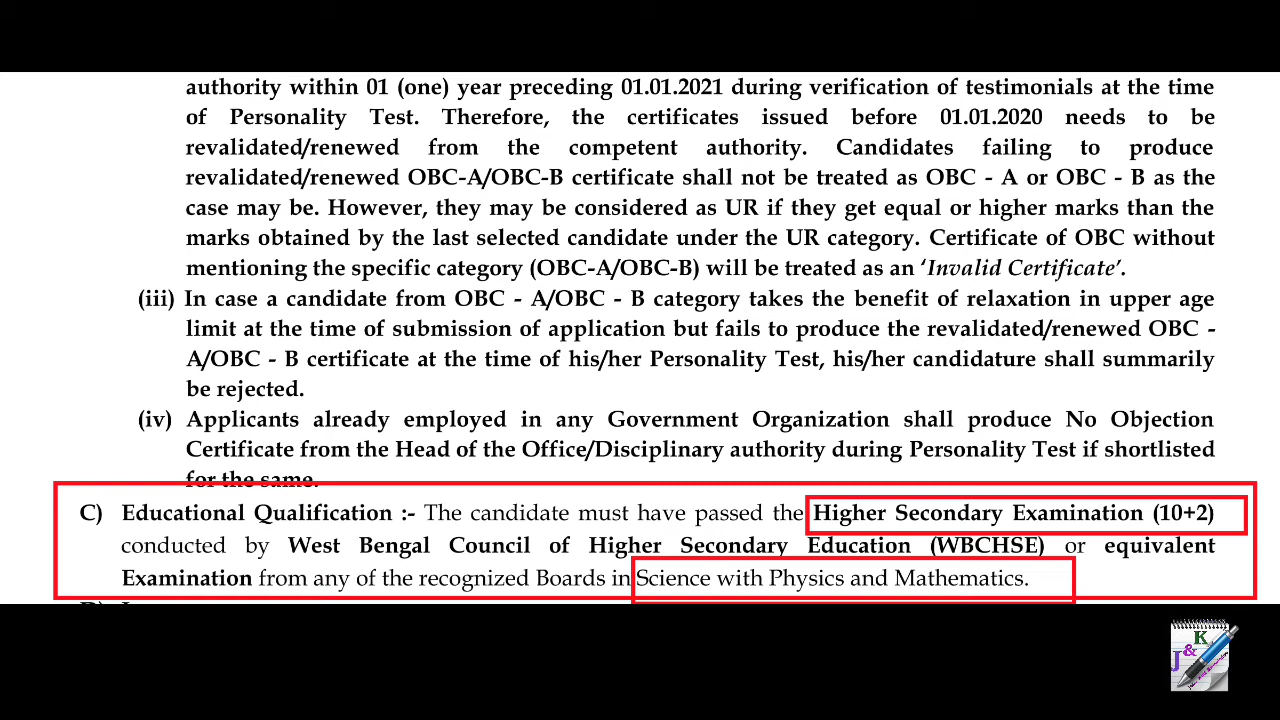 authority within 01 (one) year preceding 01.01.2021 during verification of testimonials at the time
of Personality Test. Therefore, the certificates issued before 01.01.2020 needs to be
revalidated/renewed from the competent authority. Candidates failing to produce
revalidated/renewed OBC-A/OBC-B certificate shall not be treated as OBC - A or OBC - B as the
case may be. However, they may be considered as UR if they get equal or higher marks than the
marks obtained by the last selected candidate under the UR category. Certificate of OBC without
mentioning the specific category (OBC-A/OBC-B) will be treated as an ‘Invalid Certificate’.
(iii) In case a candidate from OBC - A/OBC - B category takes the benefit of relaxation in upper age
limit at the time of submission of application but fails to produce the revalidated/renewed OBC -
A/OBC - B certificate at the time of his/her Personality Test, his/her candidature shall summarily
be rejected.
(iv) Applicants already employed in any Government Organization shall produce No Objection
Certificate from the Head of the Office/Disciplinary authority during Personality Test if shortlisted
for the same.
C) Educational Qualification :- The candidate must have passed the Higher Secondary Examination (10+2)
conducted by West Bengal Council of Higher Secondary Education (WBCHSE) or equivalent
Examination from any of the recognized Boards in Science with Physics and Mathematics.
J & K